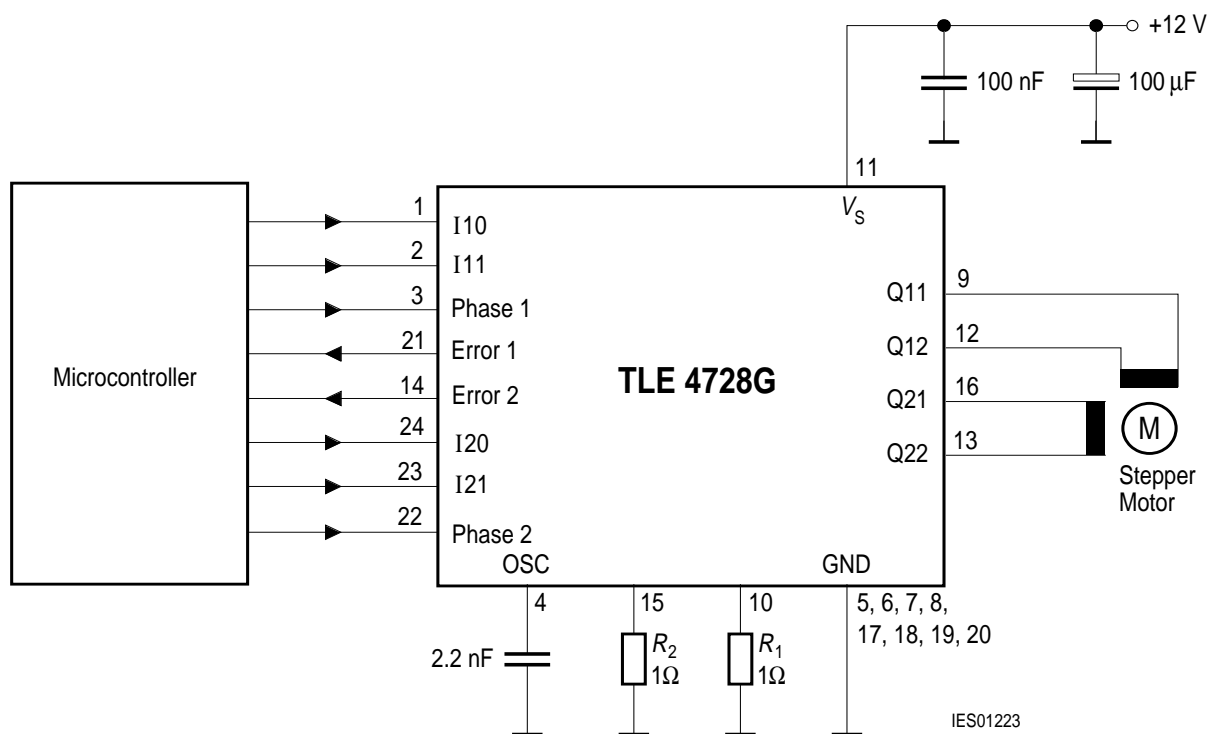 +12 V
100 nF
100 µF
11
V_S
1
I10
2
I11
3
Phase 1
21
Error 1
14
Error 2
24
I20
23
I21
22
Phase 2
Microcontroller
TLE 4728G
Q11
9
Q12
12
Q21
16
Q22
13
M
Stepper
Motor
OSC
GND
4
15
10
5, 6, 7, 8,
17, 18, 19, 20
2.2 nF
R_2
1Ω
R_1
1Ω
IES01223